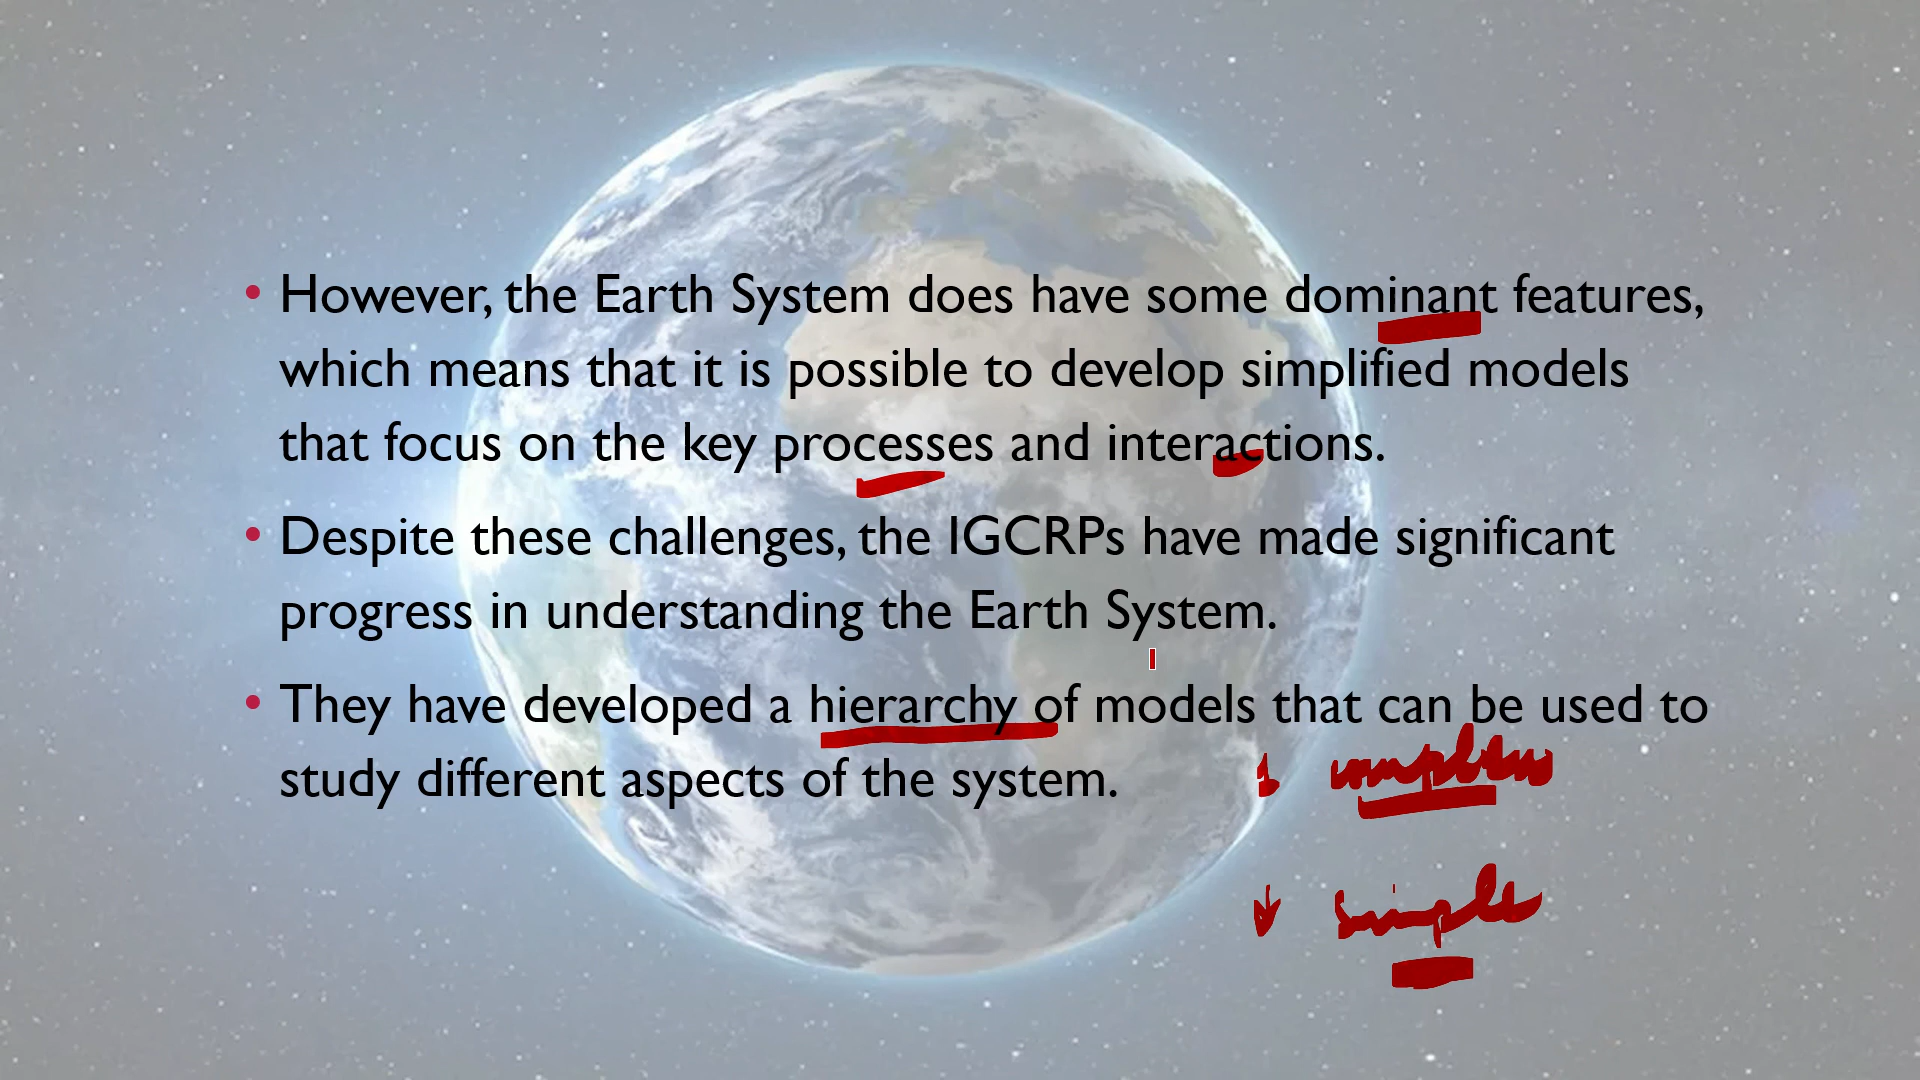 • However, the Earth System does have some dominant features,
which means that it is possible to develop simplified models
that focus on the key processes and interactions.
• Despite these challenges, the IGCRPs have made significant
progress in understanding the Earth System.
• They have developed a hierarchy of models that can be used to
study different aspects of the system.
simple